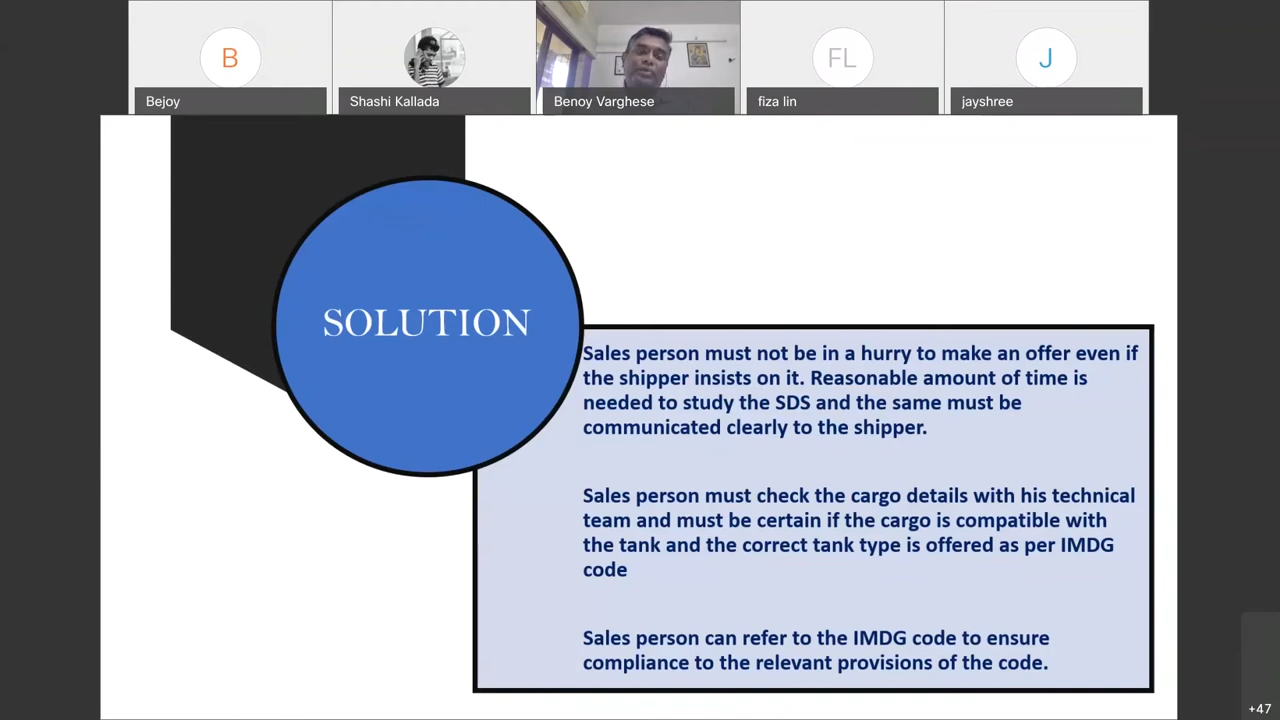 B
FL
J
Bejoy
Shashi Kallada
Benoy Varghese
fiza lin
jayshree
SOLUTION
Sales person must not be in a hurry to make an offer even if
the shipper insists on it. Reasonable amount of time is
needed to study the SDS and the same must be
communicated clearly to the shipper.
Sales person must check the cargo details with his technical
team and must be certain if the cargo is compatible with
the tank and the correct tank type is offered as per IMDG
code
Sales person can refer to the IMDG code to ensure
compliance to the relevant provisions of the code.
+47